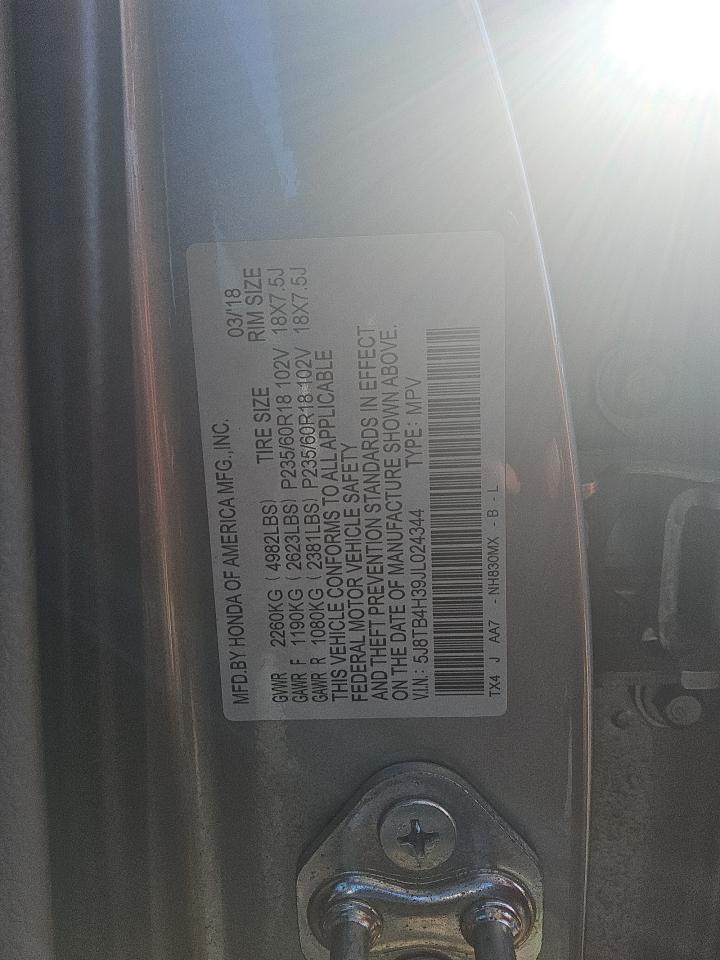 MFD.BY HONDA OF AMERICA MFG.,INC. 03/'18
GVWR 2260KG ( 4982LBS) TIRE SIZE RIM SIZE
GAWR F 1190KG ( 2623LBS) P235/60R18 102V 18X7.5J
GAWR R 1080KG ( 2381LBS) P235/60R18 102V 18X7.5J
THIS VEHICLE CONFORMS TO ALL APPLICABLE
FEDERAL MOTOR VEHICLE SAFETY
AND THEFT PREVENTION STANDARDS IN EFFECT
ON THE DATE OF MANUFACTURE SHOWN ABOVE.
V.I.N.: 5J8TB4H39JL024344 TYPE: MPV
TX4 J AA7 - NH830MX - B - L